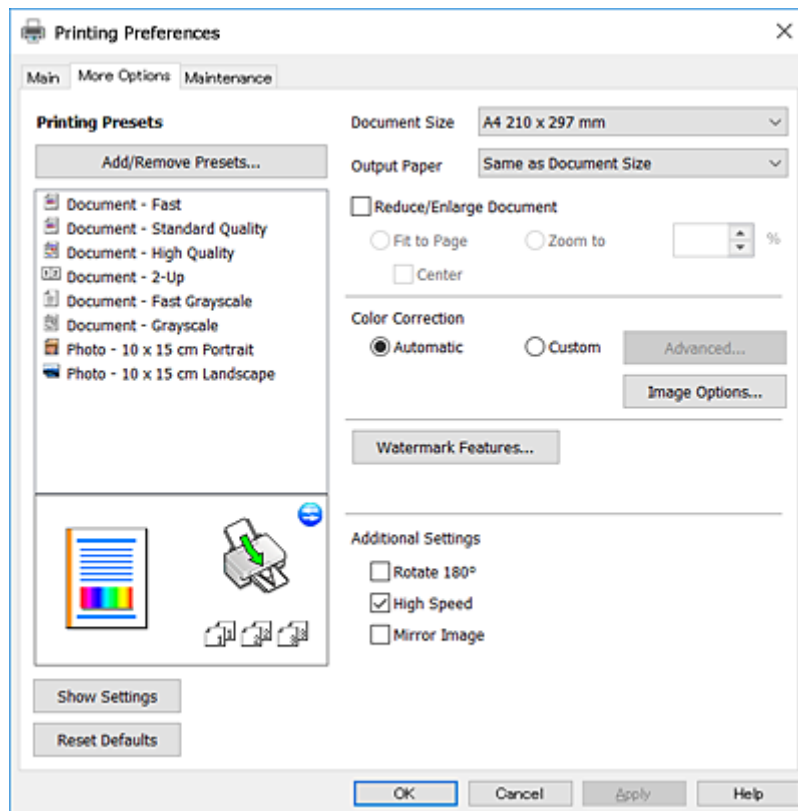 Printing Preferences
Main More Options Maintenance
Printing Presets
Add/Remove Presets...
Document - Fast
Document - Standard Quality
Document - High Quality
Document - 2-Up
Document - Fast Grayscale
Document - Grayscale
Photo - 10 x 15 cm Portrait
Photo - 10 x 15 cm Landscape
Show Settings
Reset Defaults
Document Size A4 210 x 297 mm
Output Paper Same as Document Size
Reduce/Enlarge Document
Fit to Page Zoom to %
Center
Color Correction
Automatic Custom Advanced...
Image Options...
Watermark Features...
Additional Settings
Rotate 180°
High Speed
Mirror Image
OK Cancel Apply Help